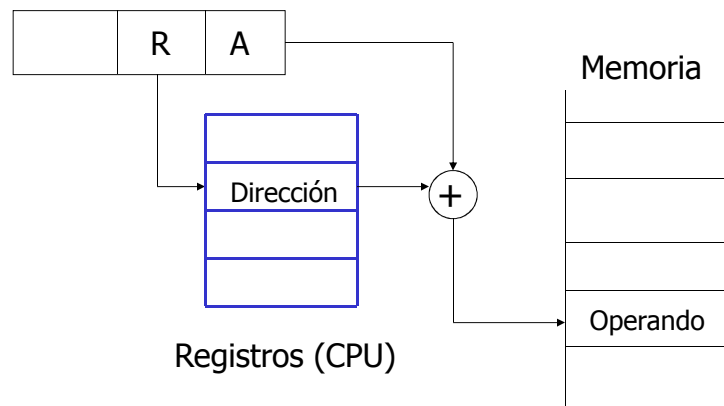 R A
Memoria
Dirección
+
Operando
Registros (CPU)